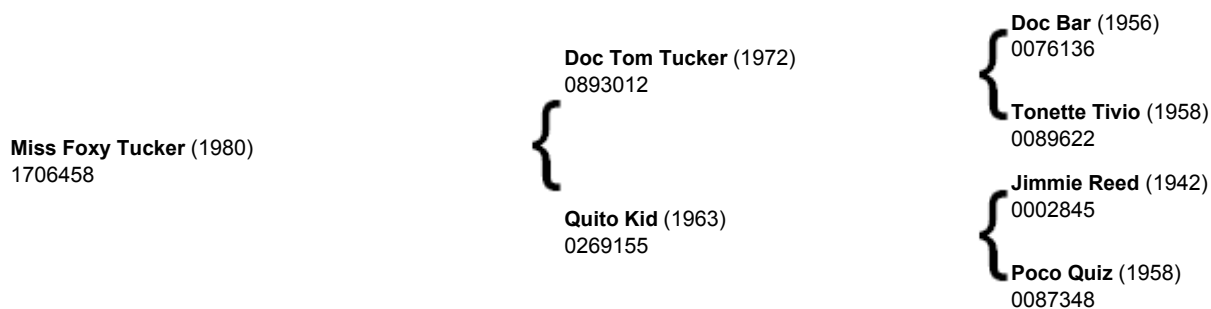 Doc Bar (1956)
0076136
Doc Tom Tucker (1972)
0893012
Tonette Tivio (1958)
0089622
Miss Foxy Tucker (1980)
1706458
Jimmie Reed (1942)
0002845
Quito Kid (1963)
0269155
Poco Quiz (1958)
0087348